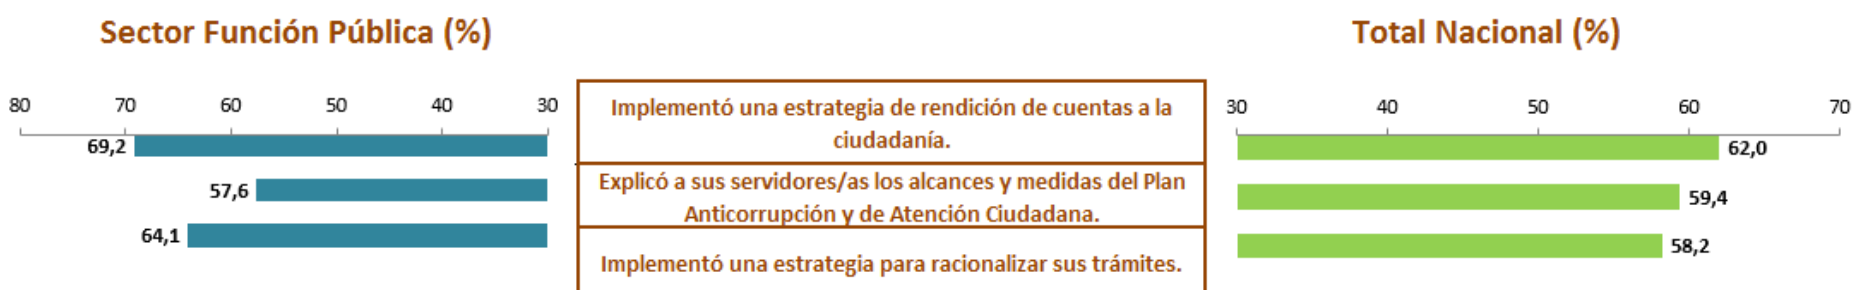 Sector Función Pública (%)
Total Nacional (%)
80 70 60 50 40 30
30 40 50 60 70
69,2
Implementó una estrategia de rendición de cuentas a la
ciudadanía.
62,0
57,6
Explicó a sus servidores/as los alcances y medidas del Plan
Anticorrupción y de Atención Ciudadana.
59,4
64,1
Implementó una estrategia para racionalizar sus trámites.
58,2